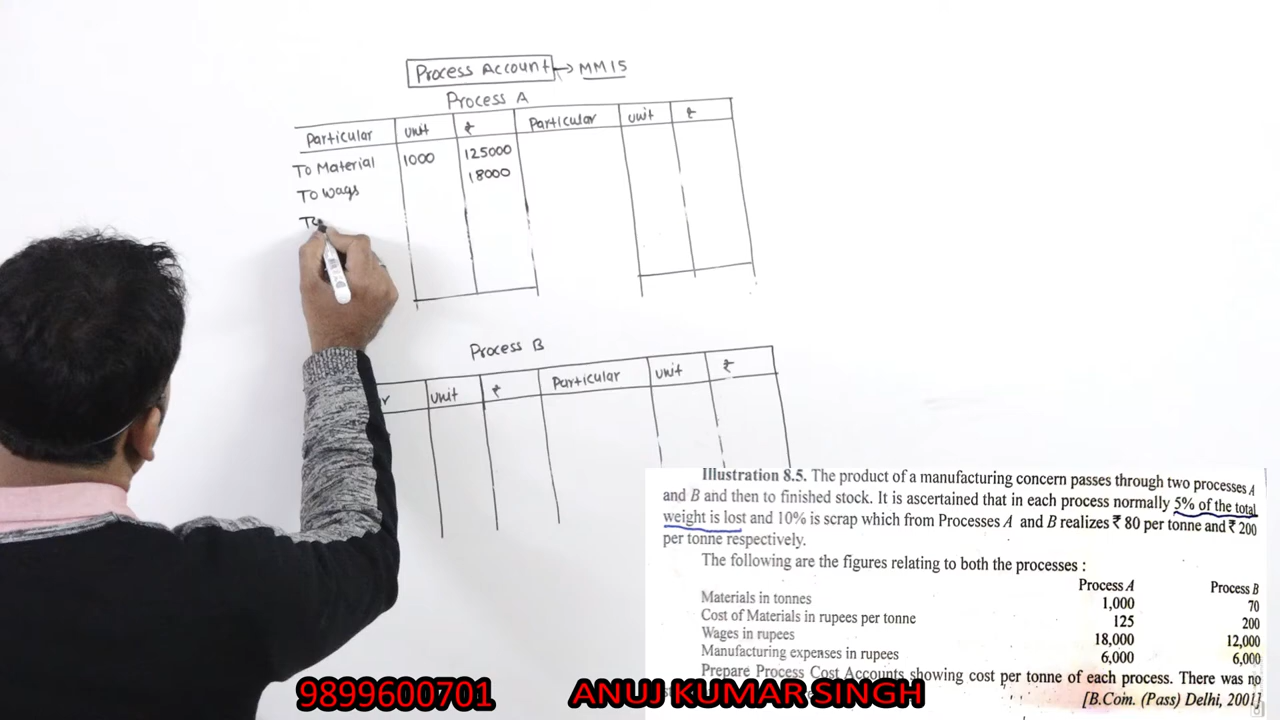 Process Account → MM15
Process A
Particular unit ₹ Particular unit ₹
To Material 1000 125000
To wags 18000
To
Process B
r unit ₹ Particular unit ₹
Illustration 8.5. The product of a manufacturing concern passes through two processes A
and B and then to finished stock. It is ascertained that in each process normally 5% of the total
weight is lost and 10% is scrap which from Processes A and B realizes ₹ 80 per tonne and ₹ 200
per tonne respectively.
The following are the figures relating to both the processes :
Process A Process B
Materials in tonnes 1,000 70
Cost of Materials in rupees per tonne 125 200
Wages in rupees 18,000 12,000
Manufacturing expenses in rupees 6,000 6,000
Prepare Process Cost Accounts showing cost per tonne of each process. There was no
[B.Com. (Pass) Delhi, 2001]
9899600701 ANUJ KUMAR SINGH